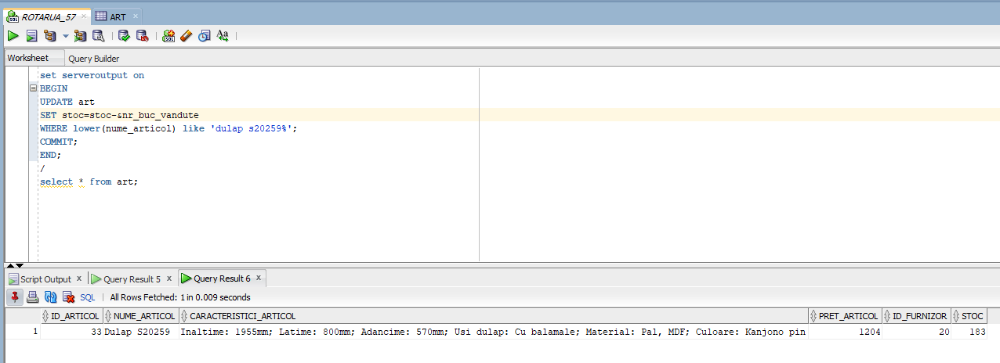 ROTARUA_57
ART
Worksheet Query Builder
set serveroutput on
BEGIN
UPDATE art
SET stoc=stoc-&nr_buc_vandute
WHERE lower(nume_articol) like 'dulap s20259%';
COMMIT;
END;
/
select * from art;
Script Output x Query Result 5 x Query Result 6 x
SQL | All Rows Fetched: 1 in 0.009 seconds
ID_ARTICOL NUME_ARTICOL CARACTERISTICI_ARTICOL PRET_ARTICOL ID_FURNIZOR STOC
1 33 Dulap S20259 Inaltime: 1955mm; Latime: 800mm; Adancime: 570mm; Usi dulap: Cu balamale; Material: Pal, MDF; Culoare: Kanjono pin 1204 20 183